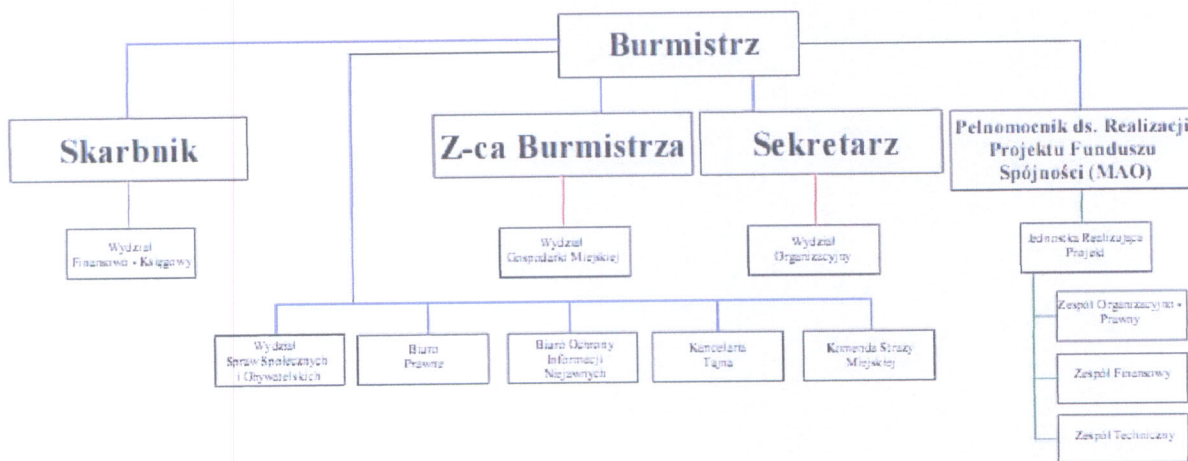 Burmistrz
Skarbnik
Z-ca Burmistrza
Sekretarz
Pełnomocnik ds. Realizacji
Projektu Funduszu
Spójności (MAO)
Wydział
Finansowo - Księgowy
Wydział
Gospodarki Miejskiej
Wydział
Organizacyjny
Jednostka Realizująca
Projekt
Zespół Organizacyjno -
Prawny
Zespół Finansowy
Zespół Techniczny
Wydział
Spraw Społecznych
i Obywatelskich
Biuro
Prawne
Biuro Ochrony
Informacji
Niejawnych
Kancelaria
Tajna
Komenda Straży
Miejskiej